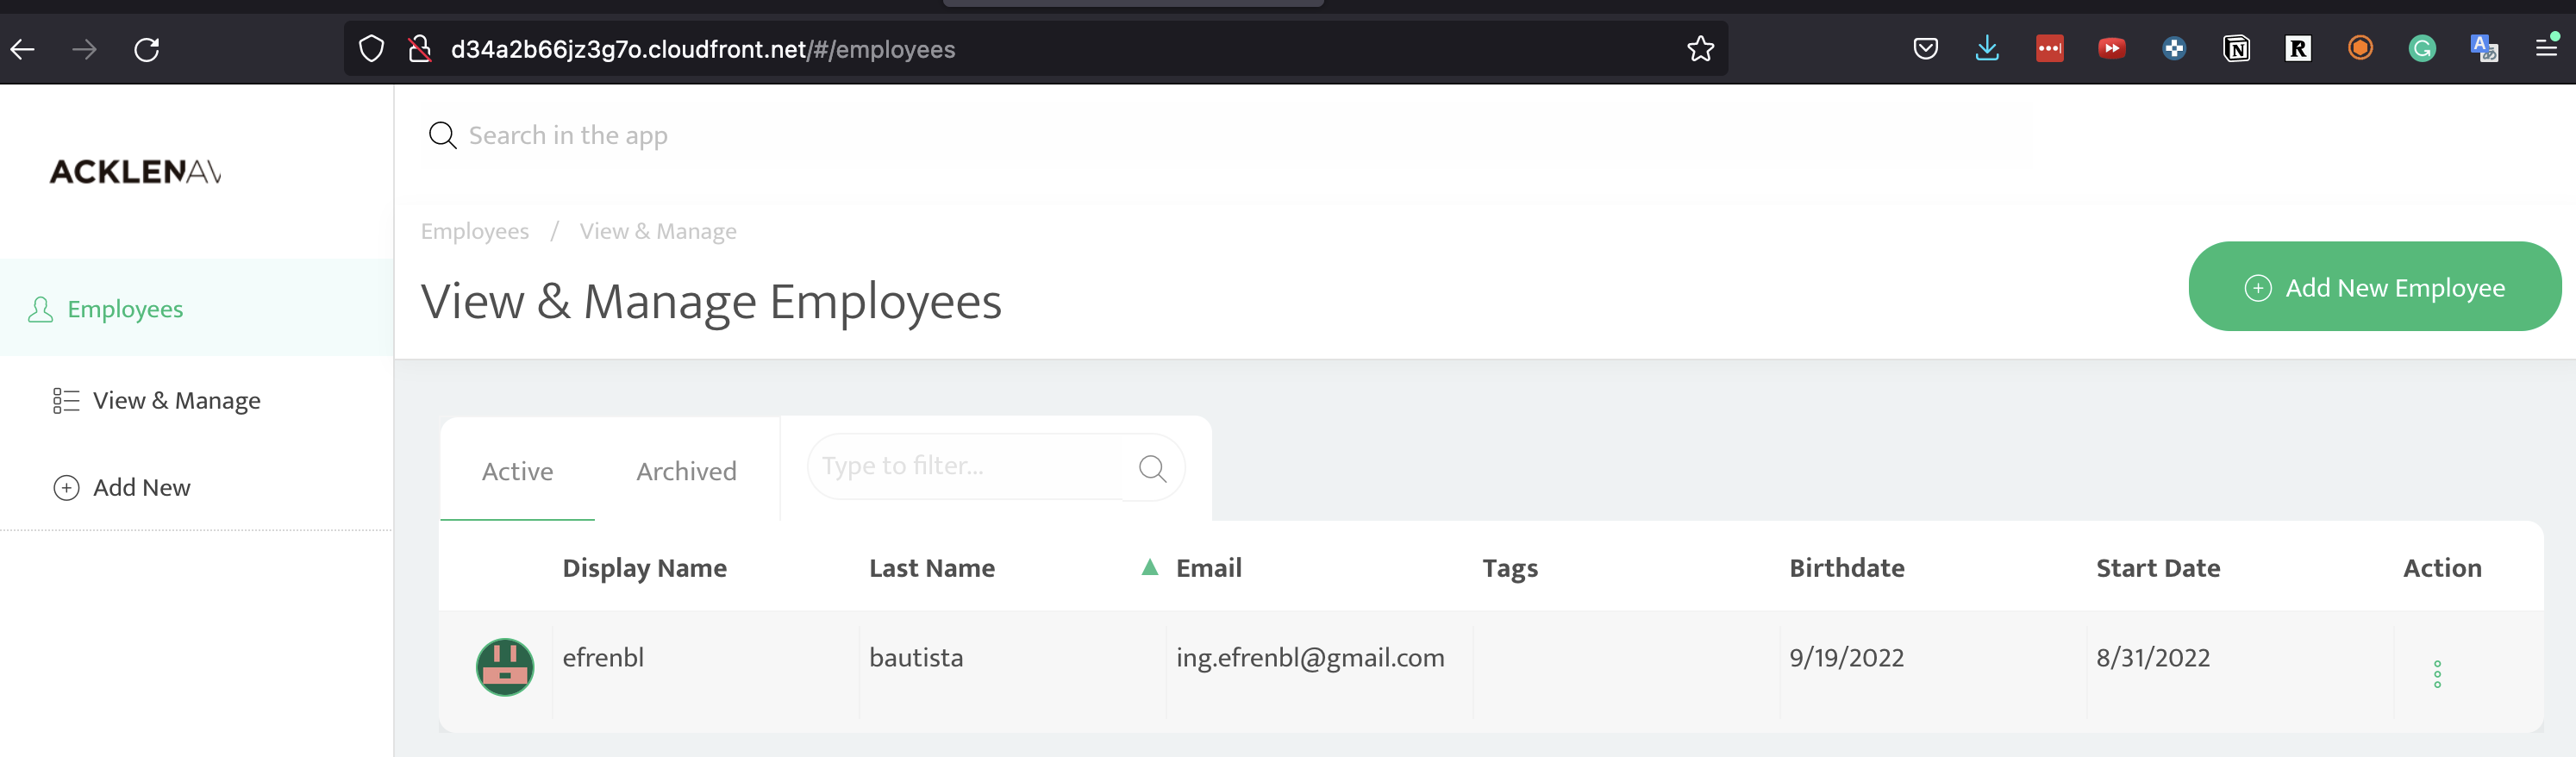 d34a2b66jz3g7o.cloudfront.net/#/employees
Search in the app
ACKLENAV
Employees / View & Manage
View & Manage Employees
Add New Employee
Employees
View & Manage
Add New
Active Archived Type to filter...
Display Name Last Name ▲ Email Tags Birthdate Start Date Action
efrenbl bautista ing.efrenbl@gmail.com 9/19/2022 8/31/2022